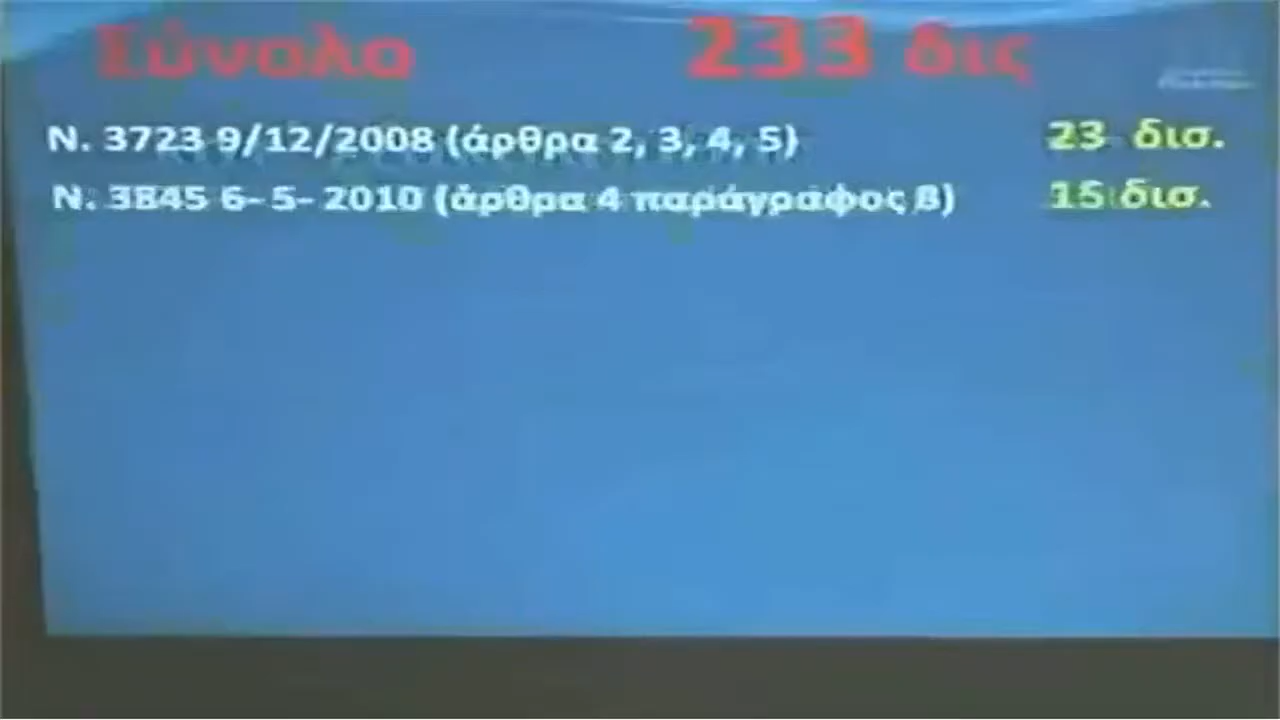 Σύνολο 233 δις
Ν. 3723 9/12/2008 (άρθρα 2, 3, 4, 5) 23 δισ.
Ν. 3845 6- 5- 2010 (άρθρα 4 παράγραφος 8) 15 δισ.